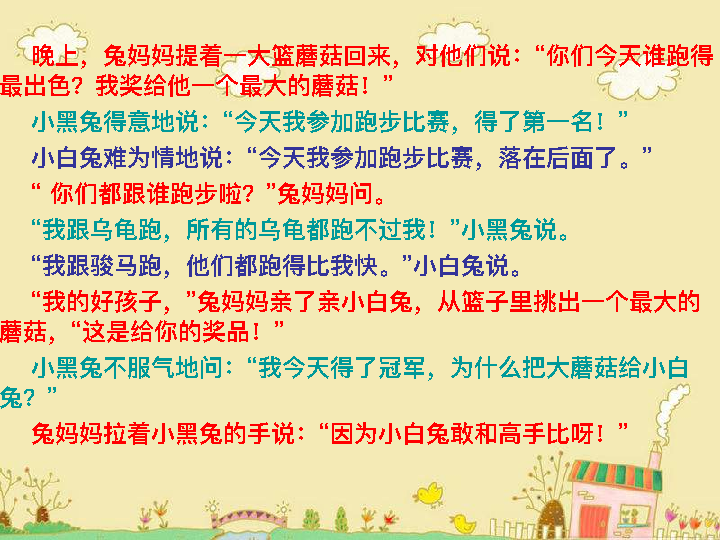 晚上，兔妈妈提着一大篮蘑菇回来，对他们说：“你们今天谁跑得
最出色？我奖给他一个最大的蘑菇！”
小黑兔得意地说：“今天我参加跑步比赛，得了第一名！”
小白兔难为情地说：“今天我参加跑步比赛，落在后面了。”
“ 你们都跟谁跑步啦？”兔妈妈问。
“我跟乌龟跑，所有的乌龟都跑不过我！”小黑兔说。
“我跟骏马跑，他们都跑得比我快。”小白兔说。
“我的好孩子，”兔妈妈亲了亲小白兔，从篮子里挑出一个最大的
蘑菇，“这是给你的奖品！”
小黑兔不服气地问：“我今天得了冠军，为什么把大蘑菇给小白
兔？”
兔妈妈拉着小黑兔的手说：“因为小白兔敢和高手比呀！”